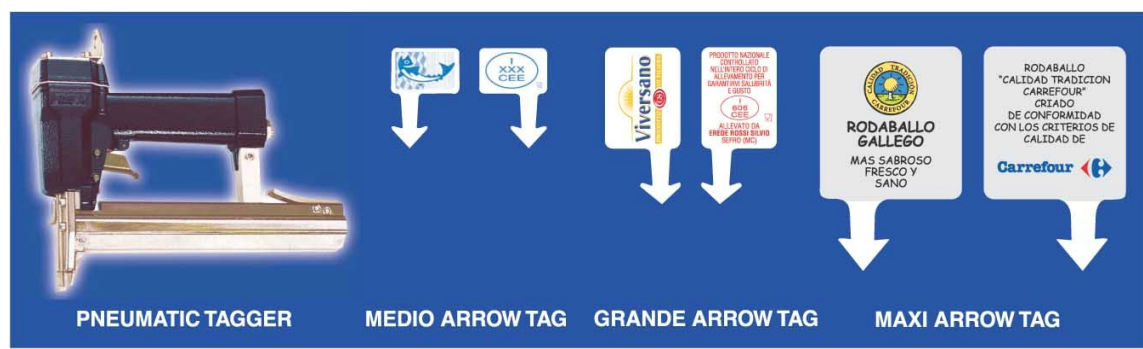 I
XXX
CEE
Viversano
PRODOTTO NAZIONALE
CONTROLLATO
NELL'INTERO CICLO DI
ALLEVAMENTO PER
GARANTIRVI SALUBRITÀ
E GUSTO
I
606
CEE
ALLEVATO DA
EREDE ROSSI SILVIO
SEFRO (MC)
CALIDAD TRADICION
CARREFOUR
RODABALLO
GALLEGO
MAS SABROSO
FRESCO Y
SANO
RODABALLO
"CALIDAD TRADICION
CARREFOUR"
CRIADO
DE CONFORMIDAD
CON LOS CRITERIOS DE
CALIDAD DE
Carrefour
PNEUMATIC TAGGER
MEDIO ARROW TAG
GRANDE ARROW TAG
MAXI ARROW TAG